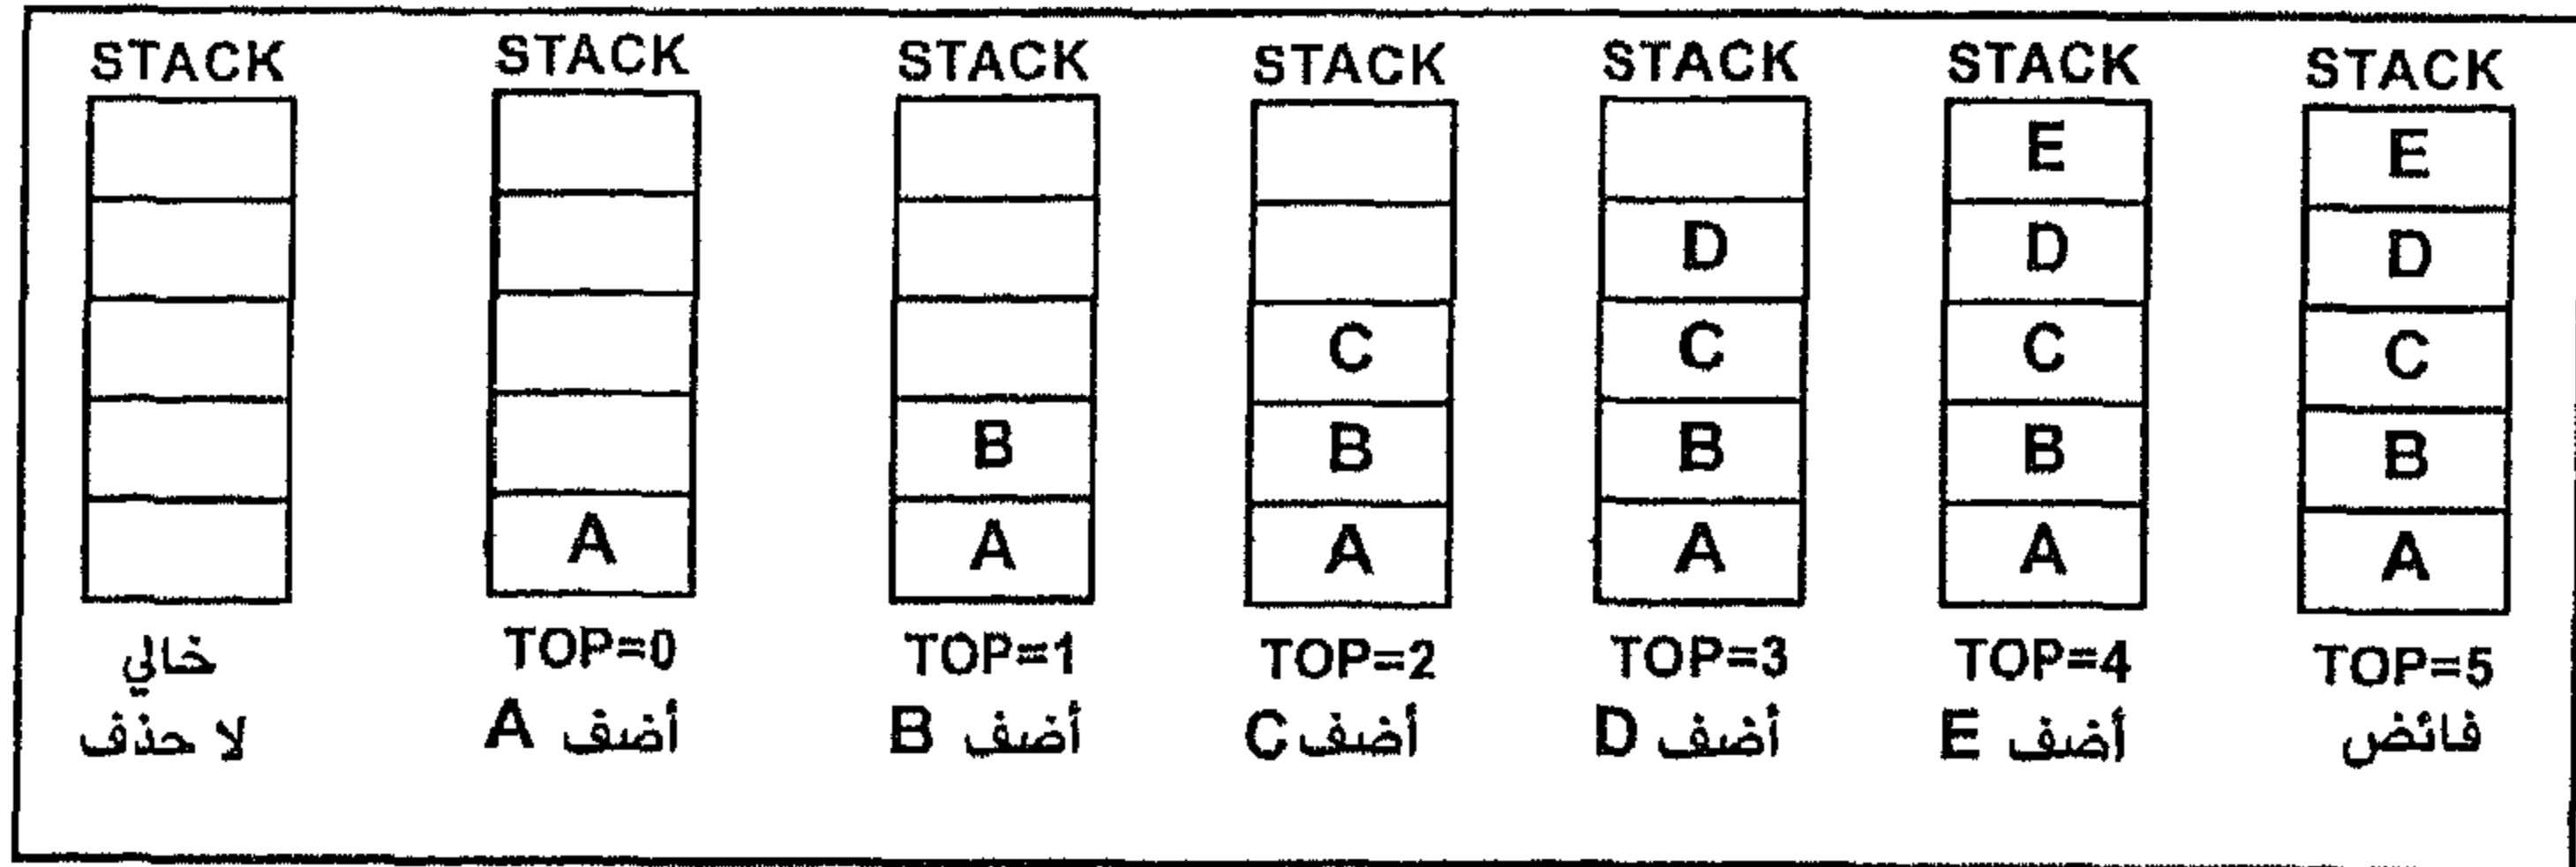 STACK STACK STACK STACK STACK STACK STACK
E E
D D D
C C C C
B B B B B
A A A A A A
خالي TOP=0 TOP=1 TOP=2 TOP=3 TOP=4 TOP=5
لا حذف أضف A أضف B أضف C أضف D أضف E فائض